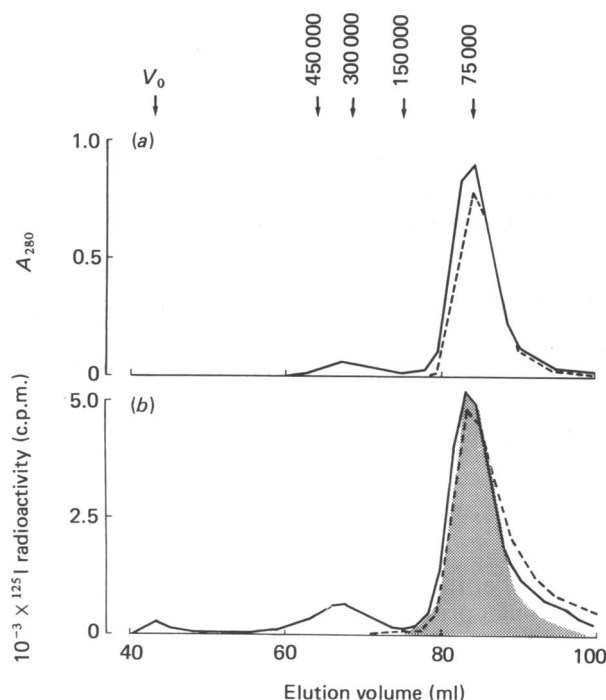 V₀
450 000
300 000
150 000
75 000
(a)
1.0
0.5
0
A₂₈₀
(b)
5.0
2.5
0
10⁻³ × ¹²⁵I radioactivity (c.p.m.)
40 60 80 100
Elution volume (ml)